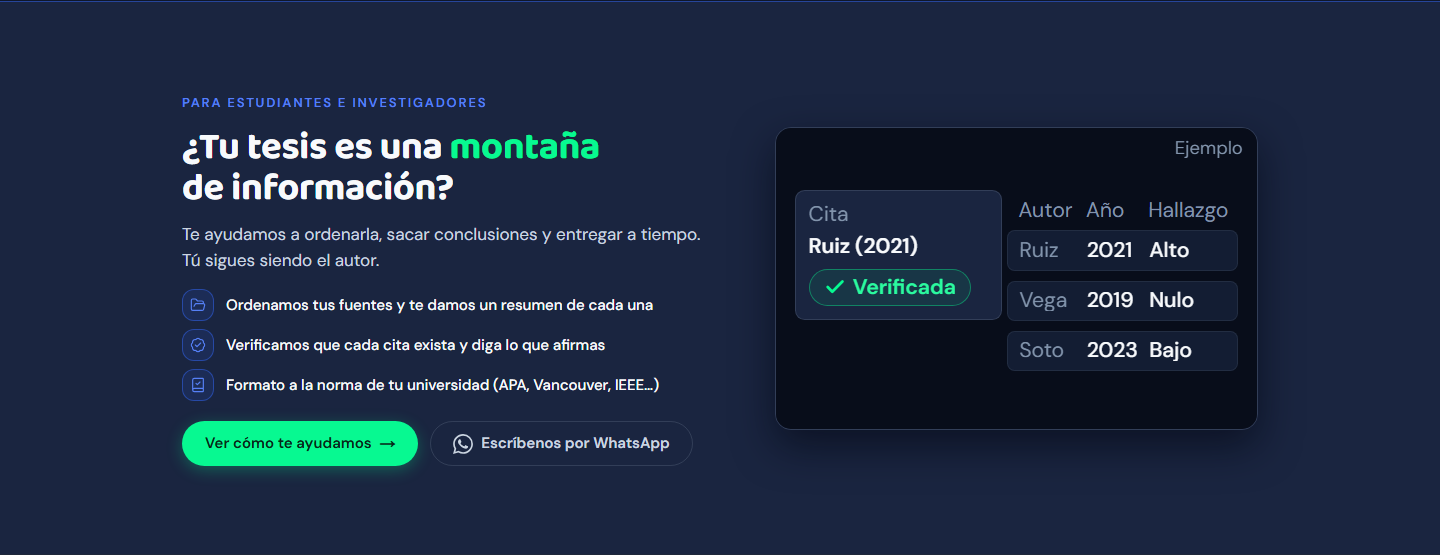 PARA ESTUDIANTES E INVESTIGADORES
¿Tu tesis es una montaña
de información?
Te ayudamos a ordenarla, sacar conclusiones y entregar a tiempo.
Tú sigues siendo el autor.
Ordenamos tus fuentes y te damos un resumen de cada una
Verificamos que cada cita exista y diga lo que afirmas
Formato a la norma de tu universidad (APA, Vancouver, IEEE…)
Ver cómo te ayudamos →
Escríbenos por WhatsApp
Ejemplo
Cita
Ruiz (2021)
Verificada
Autor Año Hallazgo
Ruiz 2021 Alto
Vega 2019 Nulo
Soto 2023 Bajo